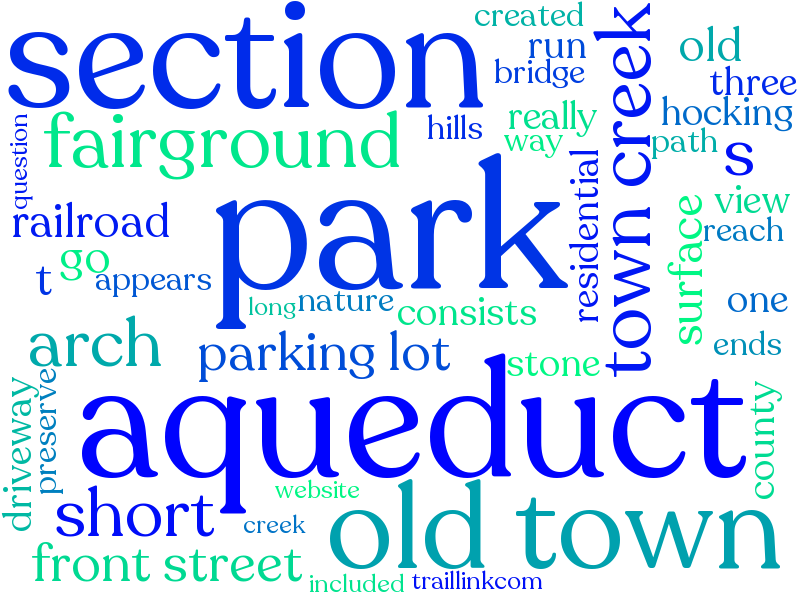 section
created
run
bridge
town creek
old
three
hocking
path
s
question
fairground
hills
really
way
residential
railroad
park
surface
view
reach
t
go
appears
long
nature
consists
one
ends
arch
parking lot
stone
driveway
preserve
aqueduct
county
short
website
creek
old town
front street
included
traillinkcom